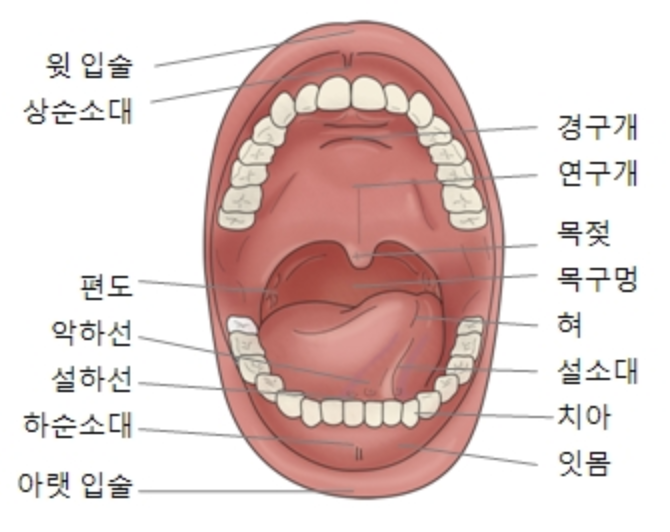 윗 입술
상순소대
편도
악하선
설하선
하순소대
아랫 입술
경구개
연구개
목젖
목구멍
혀
설소대
치아
잇몸